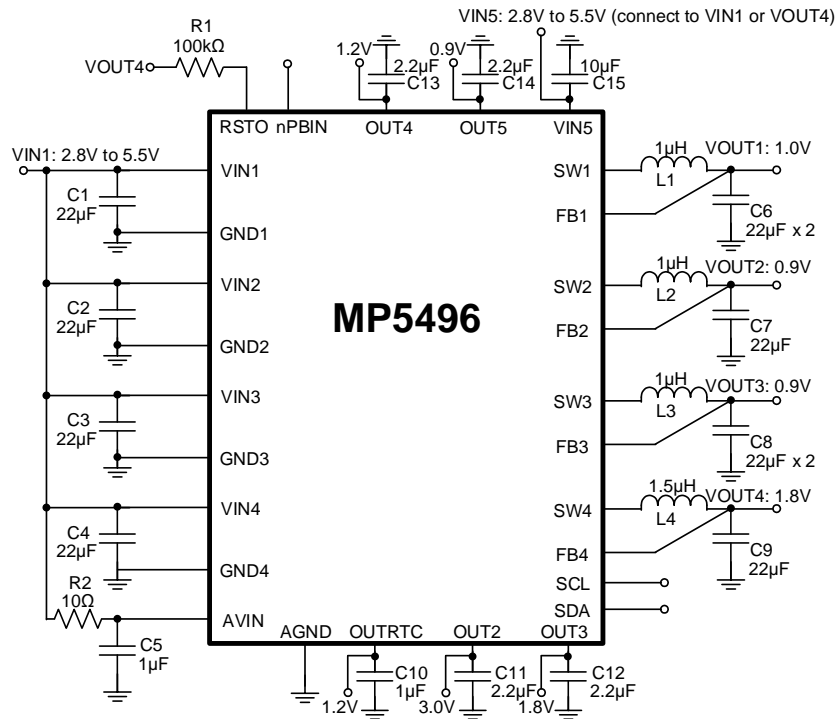 VIN5: 2.8V to 5.5V (connect to VIN1 or VOUT4)
R1
100kΩ
VOUT4
1.2V
2.2µF
C13
0.9V
2.2µF
C14
10µF
C15
RSTO nPBIN OUT4 OUT5 VIN5
VIN1: 2.8V to 5.5V
VIN1
C1
22µF
GND1
VIN2
C2
22µF
GND2
VIN3
C3
22µF
GND3
VIN4
C4
22µF
GND4
R2
10Ω
AVIN
C5
1µF
MP5496
SW1
1µH
L1
VOUT1: 1.0V
FB1
C6
22µF x 2
SW2
1µH
L2
VOUT2: 0.9V
FB2
C7
22µF
SW3
1µH
L3
VOUT3: 0.9V
FB3
C8
22µF x 2
SW4
1.5µH
L4
VOUT4: 1.8V
FB4
C9
22µF
SCL
SDA
AGND OUTRTC OUT2 OUT3
C10
1µF
1.2V
C11
2.2µF
3.0V
C12
2.2µF
1.8V